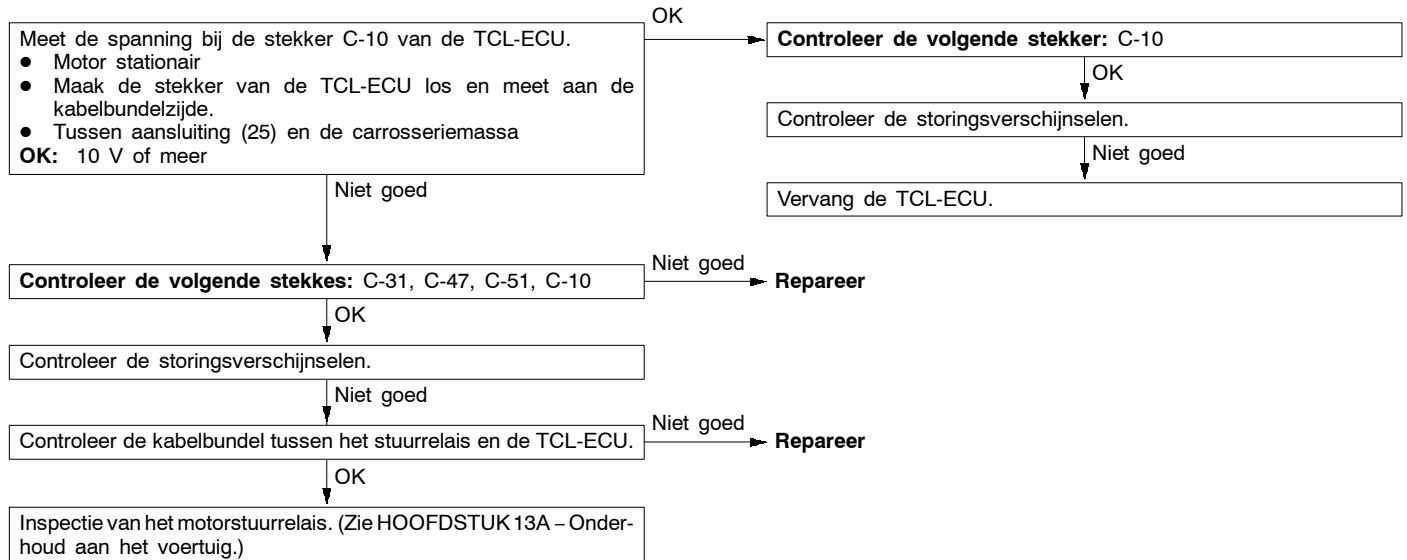 Meet de spanning bij de stekker C-10 van de TCL-ECU.
● Motor stationair
● Maak de stekker van de TCL-ECU los en meet aan de
kabelbundelzijde.
● Tussen aansluiting (25) en de carrosseriemassa
OK: 10 V of meer
OK
Controleer de volgende stekker: C-10
OK
Controleer de storingsverschijnselen.
Niet goed
Vervang de TCL-ECU.
Niet goed
Controleer de volgende stekkes: C-31, C-47, C-51, C-10
Niet goed
Repareer
OK
Controleer de storingsverschijnselen.
Niet goed
Controleer de kabelbundel tussen het stuurrelais en de TCL-ECU.
Niet goed
Repareer
OK
Inspectie van het motorstuurrelais. (Zie HOOFDSTUK 13A – Onder-
houd aan het voertuig.)